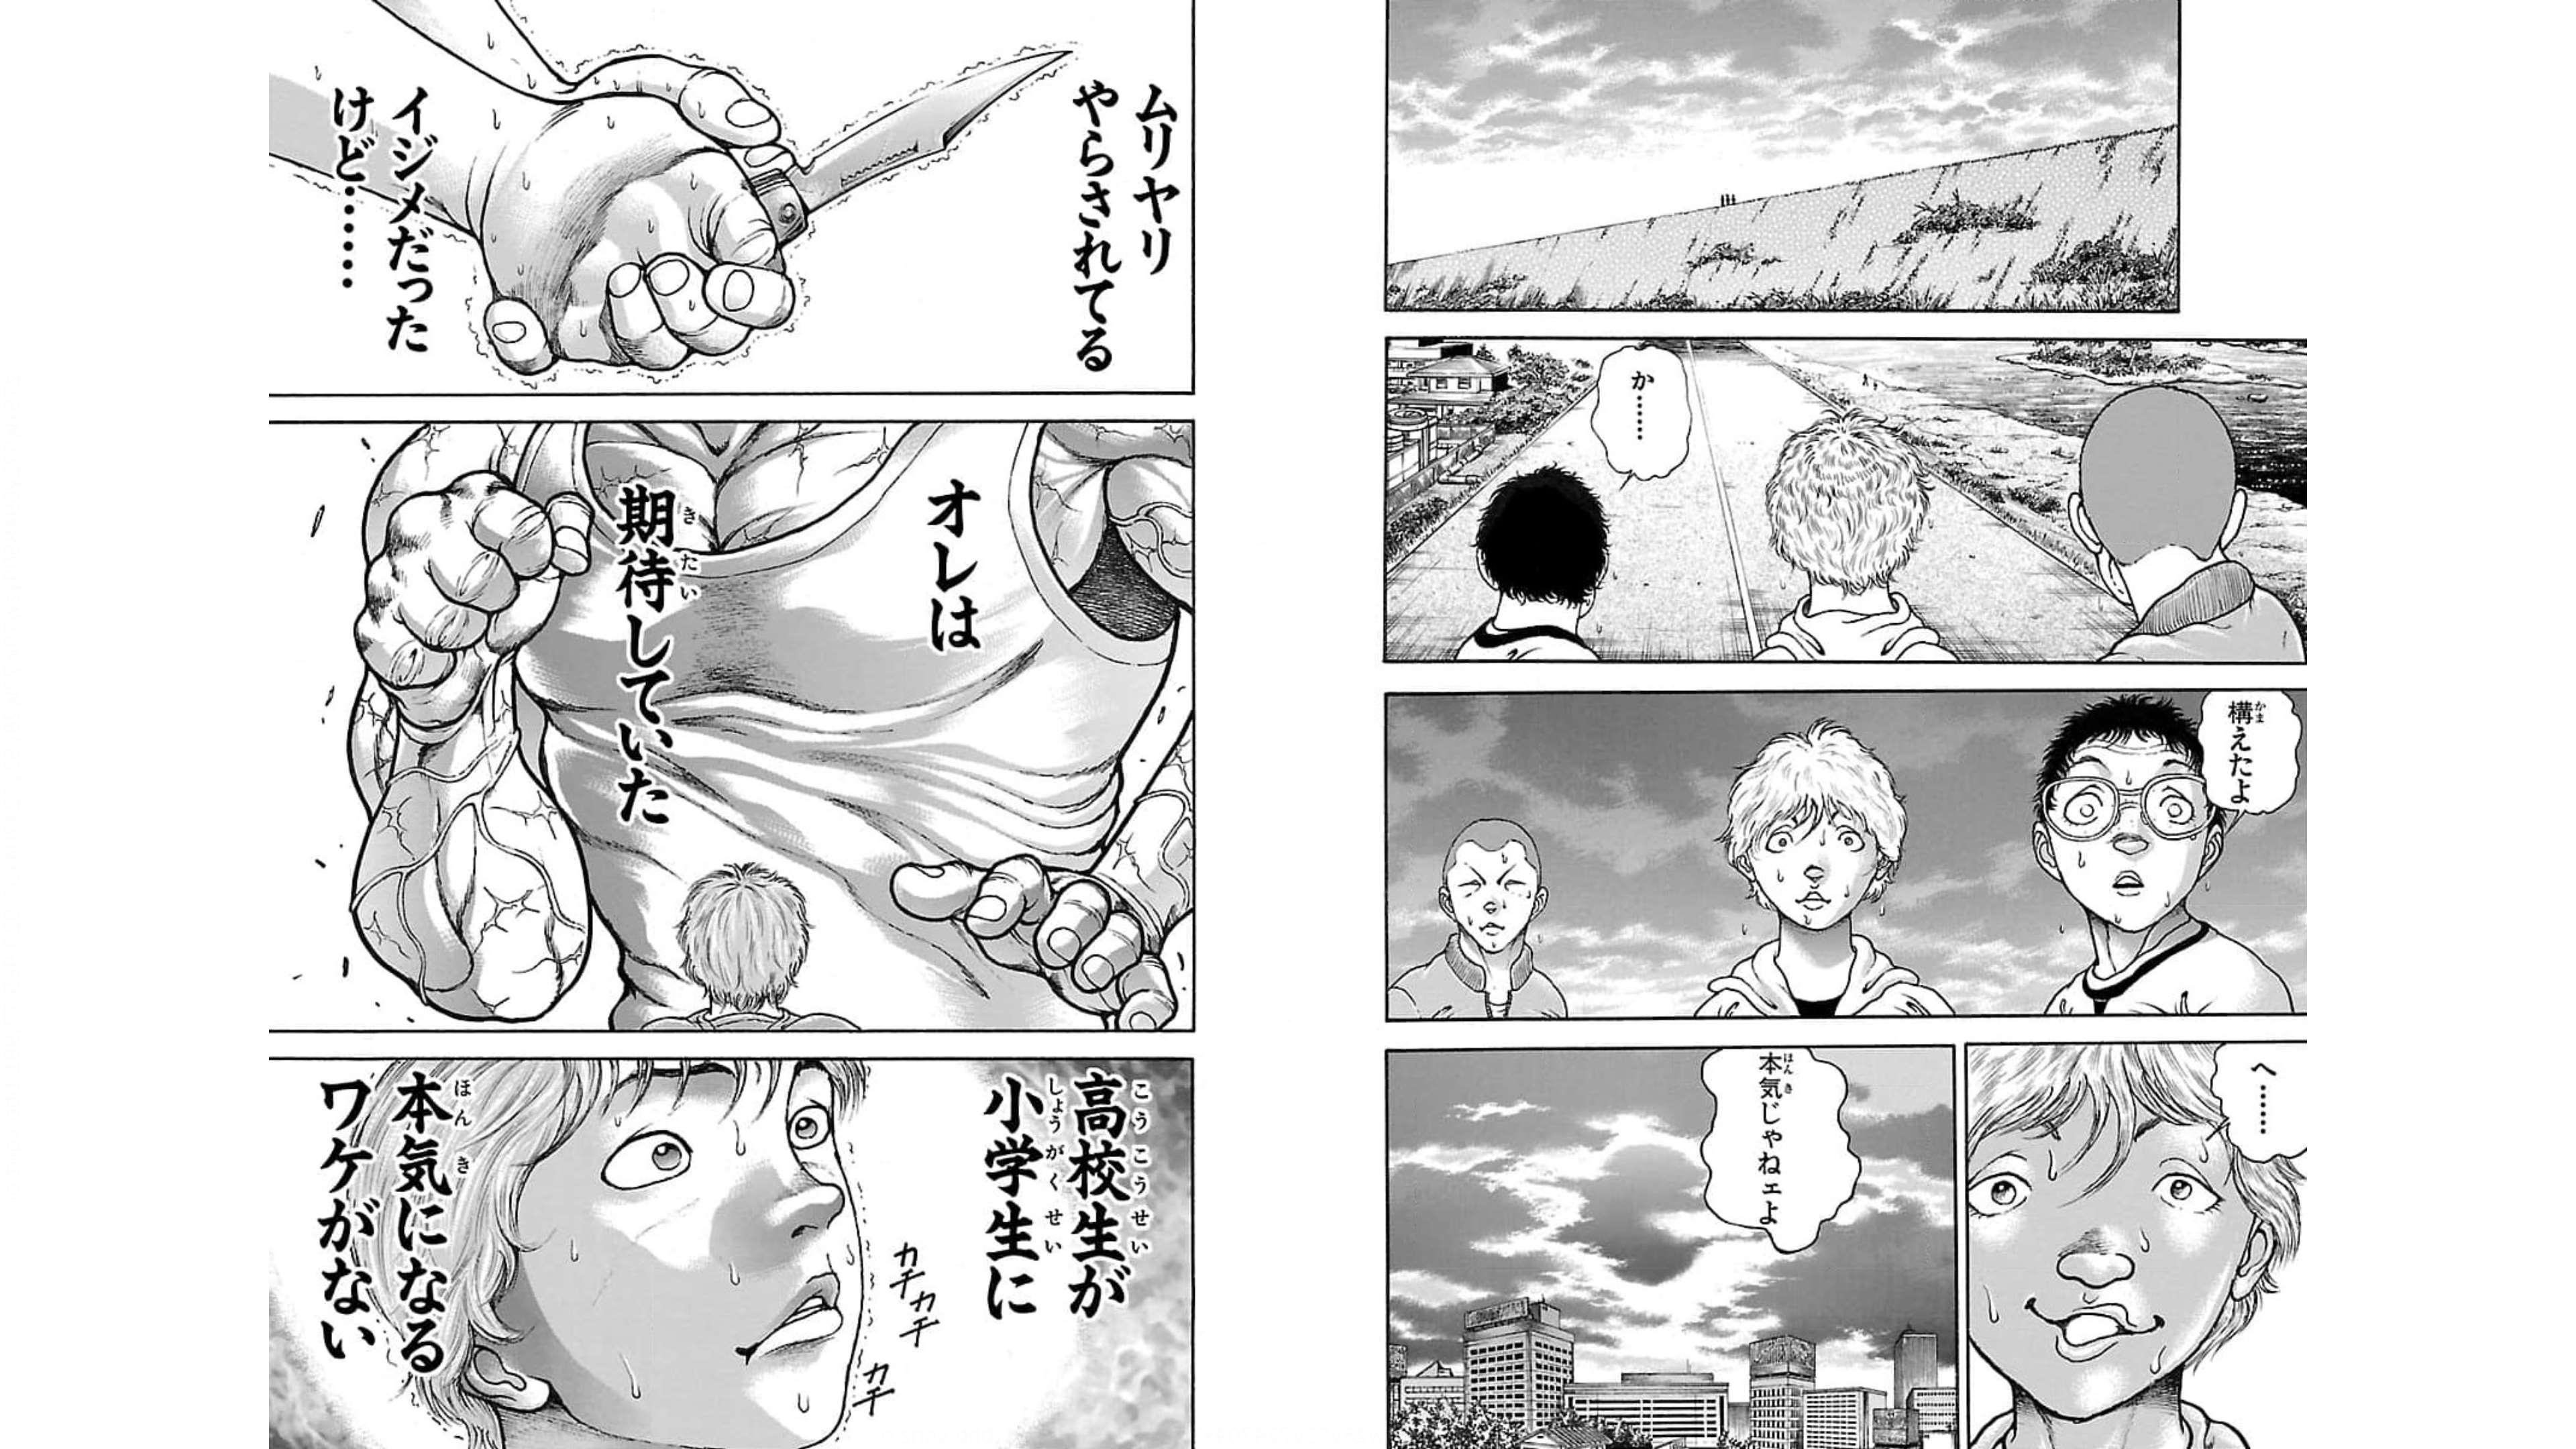 か……
構えたよ
へ……
本気じゃねェよ
ムリヤリ
やらされてる
イジメだった
けど……
オレは
期待していた
高校生が
小学生に
カチカチ
カチ
本気になる
ワケがない